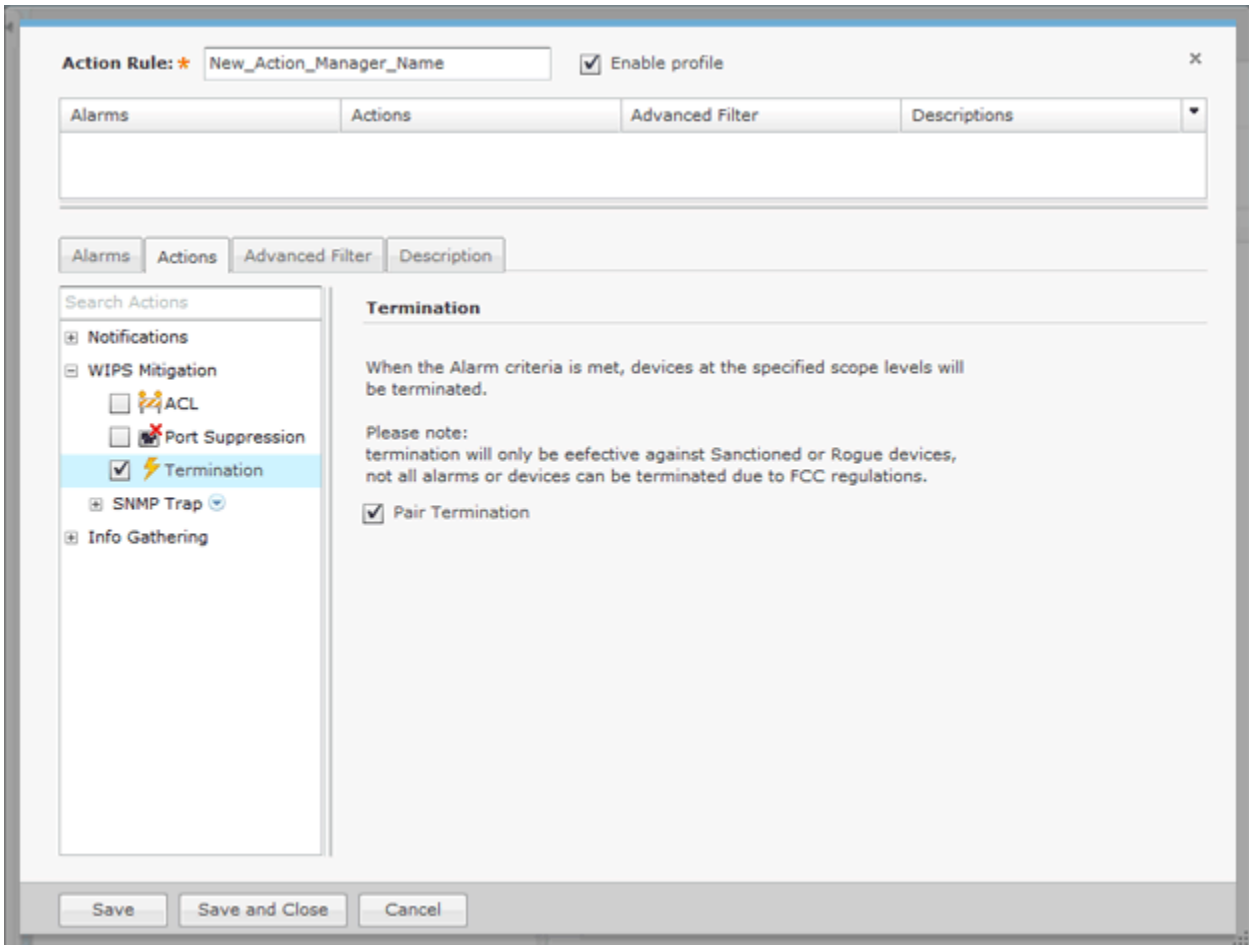 Action Rule: * New_Action_Manager_Name Enable profile ×
Alarms Actions Advanced Filter Descriptions
Alarms Actions Advanced Filter Description
Search Actions
Notifications
WIPS Mitigation
ACL
Port Suppression
Termination
SNMP Trap
Info Gathering
Termination
When the Alarm criteria is met, devices at the specified scope levels will
be terminated.
Please note:
termination will only be eefective against Sanctioned or Rogue devices,
not all alarms or devices can be terminated due to FCC regulations.
Pair Termination
Save Save and Close Cancel